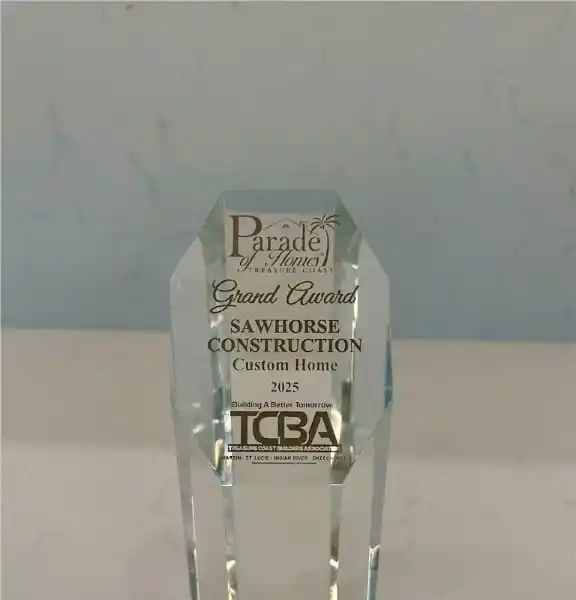 Parade
of Homes
TREASURE COAST
Grand Award
SAWHORSE
CONSTRUCTION
Custom Home
2025
Building A Better Tomorrow
TCBA
TREASURE COAST BUILDERS ASSOCIATION
MARTIN · ST LUCIE · INDIAN RIVER · OKEECHOBEE